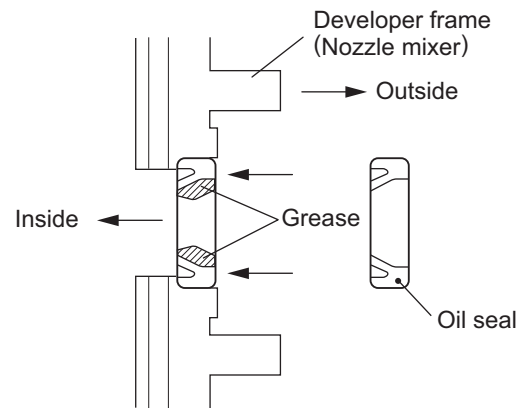 Developer frame
(Nozzle mixer)
Outside
Inside
Grease
Oil seal